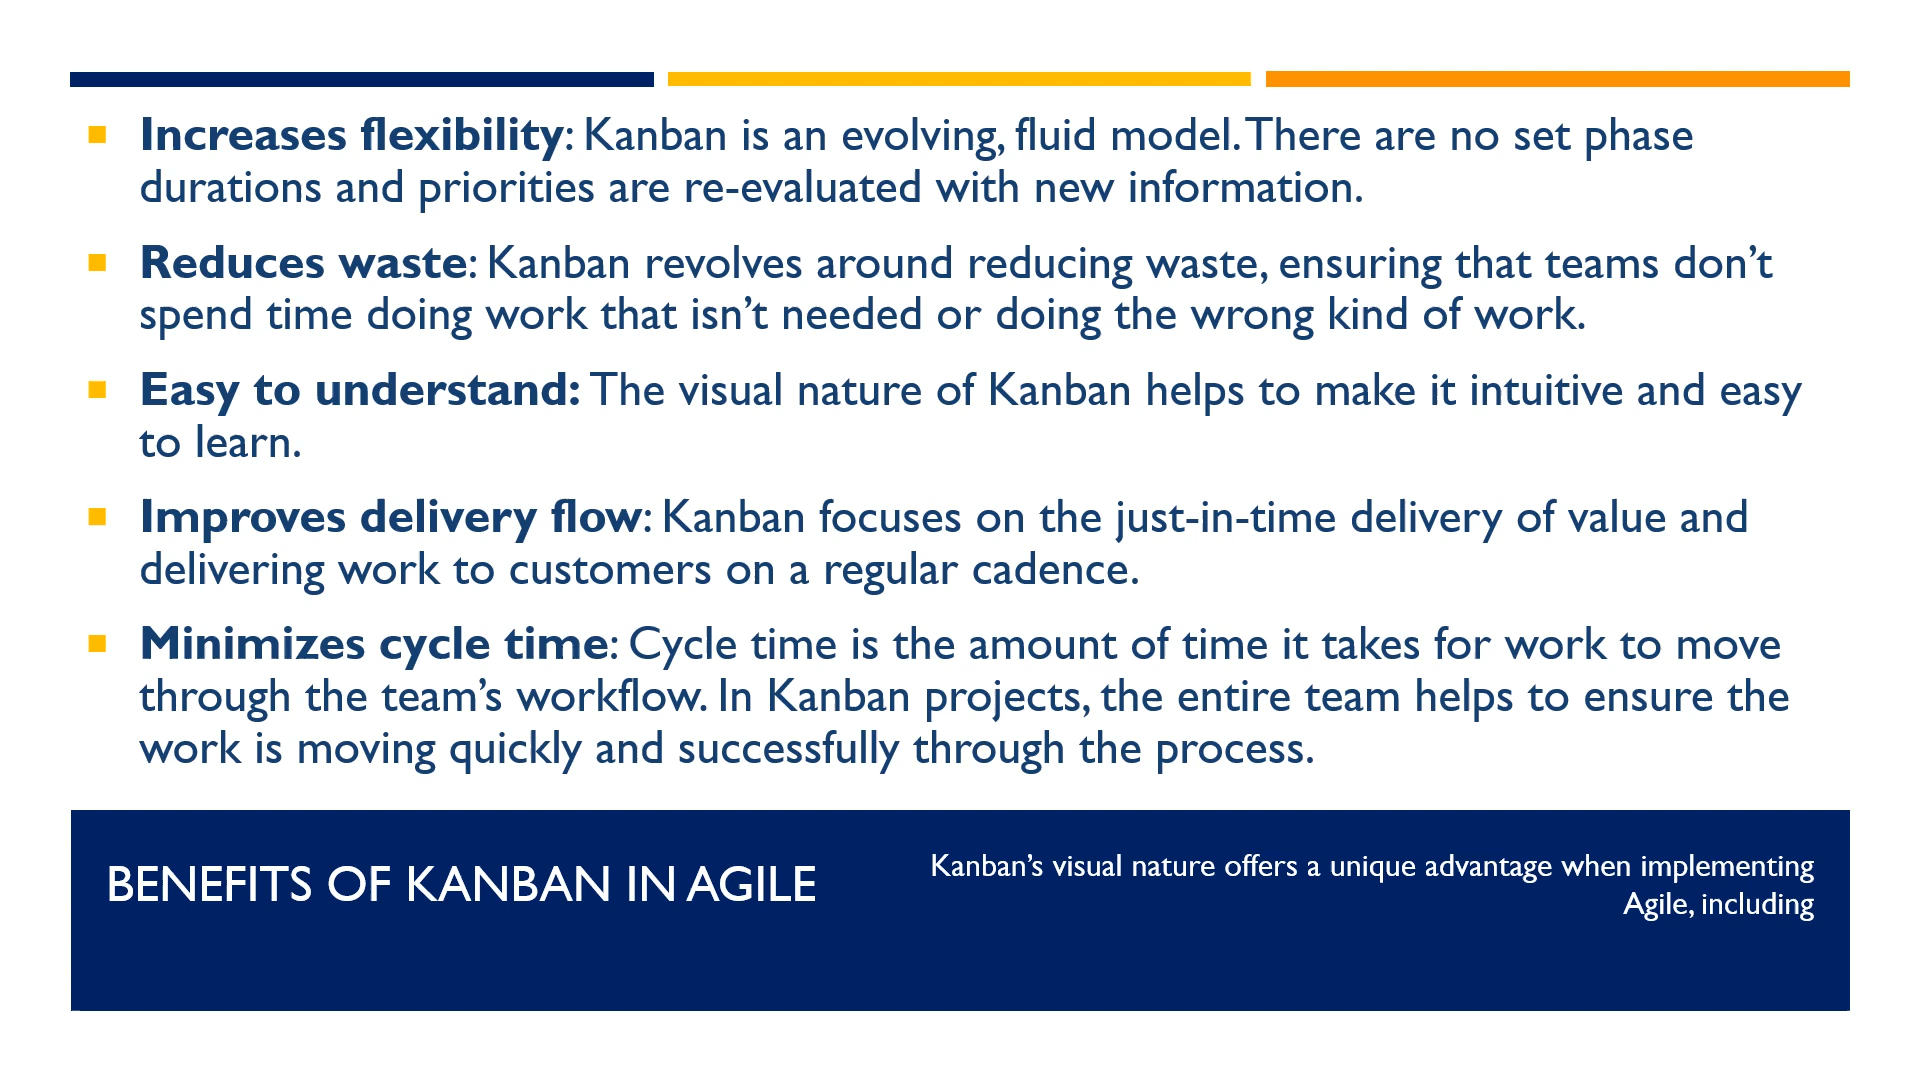 Increases flexibility: Kanban is an evolving, fluid model. There are no set phase
durations and priorities are re-evaluated with new information.
Reduces waste: Kanban revolves around reducing waste, ensuring that teams don’t
spend time doing work that isn’t needed or doing the wrong kind of work.
Easy to understand: The visual nature of Kanban helps to make it intuitive and easy
to learn.
Improves delivery flow: Kanban focuses on the just-in-time delivery of value and
delivering work to customers on a regular cadence.
Minimizes cycle time: Cycle time is the amount of time it takes for work to move
through the team’s workflow. In Kanban projects, the entire team helps to ensure the
work is moving quickly and successfully through the process.
BENEFITS OF KANBAN IN AGILE
Kanban’s visual nature offers a unique advantage when implementing
Agile, including